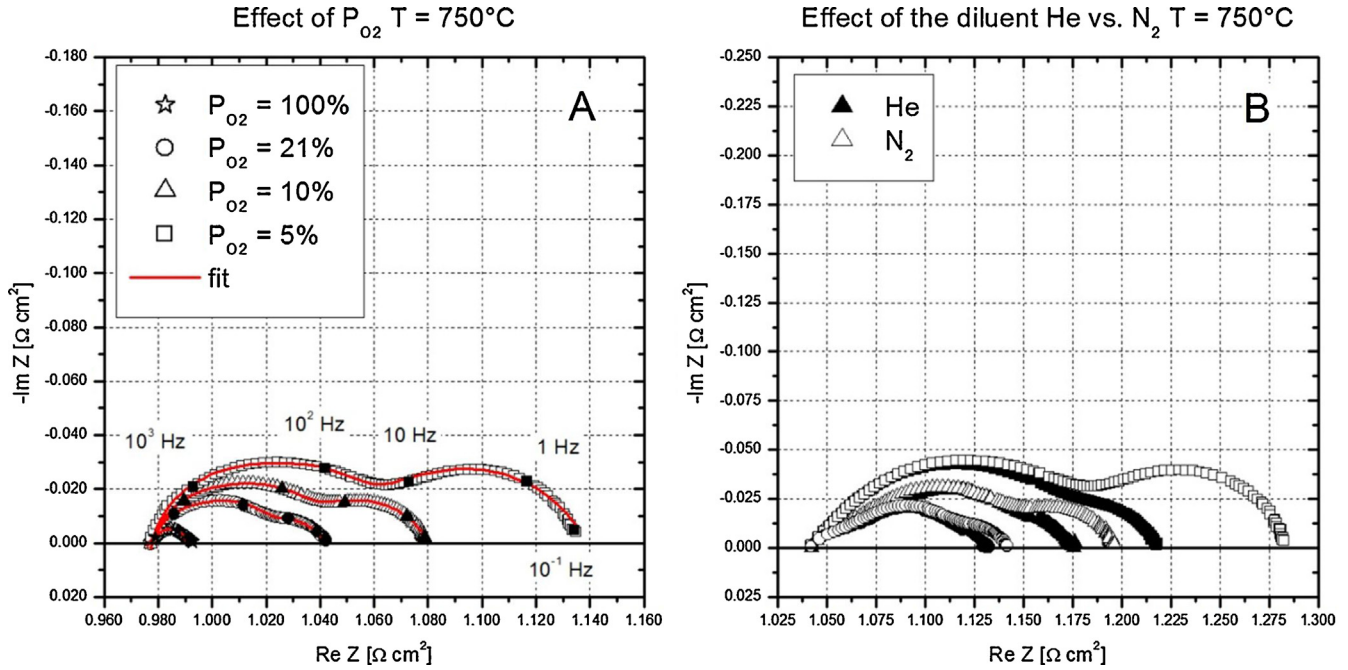 Effect of P_O2 T = 750°C
-0.180
-0.160
-0.140
-0.120
-0.100
-0.080
-0.060
-0.040
-0.020
0.000
0.020
-Im Z [Ω cm²]
P_O2 = 100%
P_O2 = 21%
P_O2 = 10%
P_O2 = 5%
fit
A
10³ Hz
10² Hz
10 Hz
1 Hz
10⁻¹ Hz
0.960 0.980 1.000 1.020 1.040 1.060 1.080 1.100 1.120 1.140 1.160
Re Z [Ω cm²]
Effect of the diluent He vs. N₂ T = 750°C
-0.250
-0.225
-0.200
-0.175
-0.150
-0.125
-0.100
-0.075
-0.050
-0.025
0.000
0.025
-Im Z [Ω cm²]
He
N₂
B
1.025 1.050 1.075 1.100 1.125 1.150 1.175 1.200 1.225 1.250 1.275 1.300
Re Z [Ω cm²]